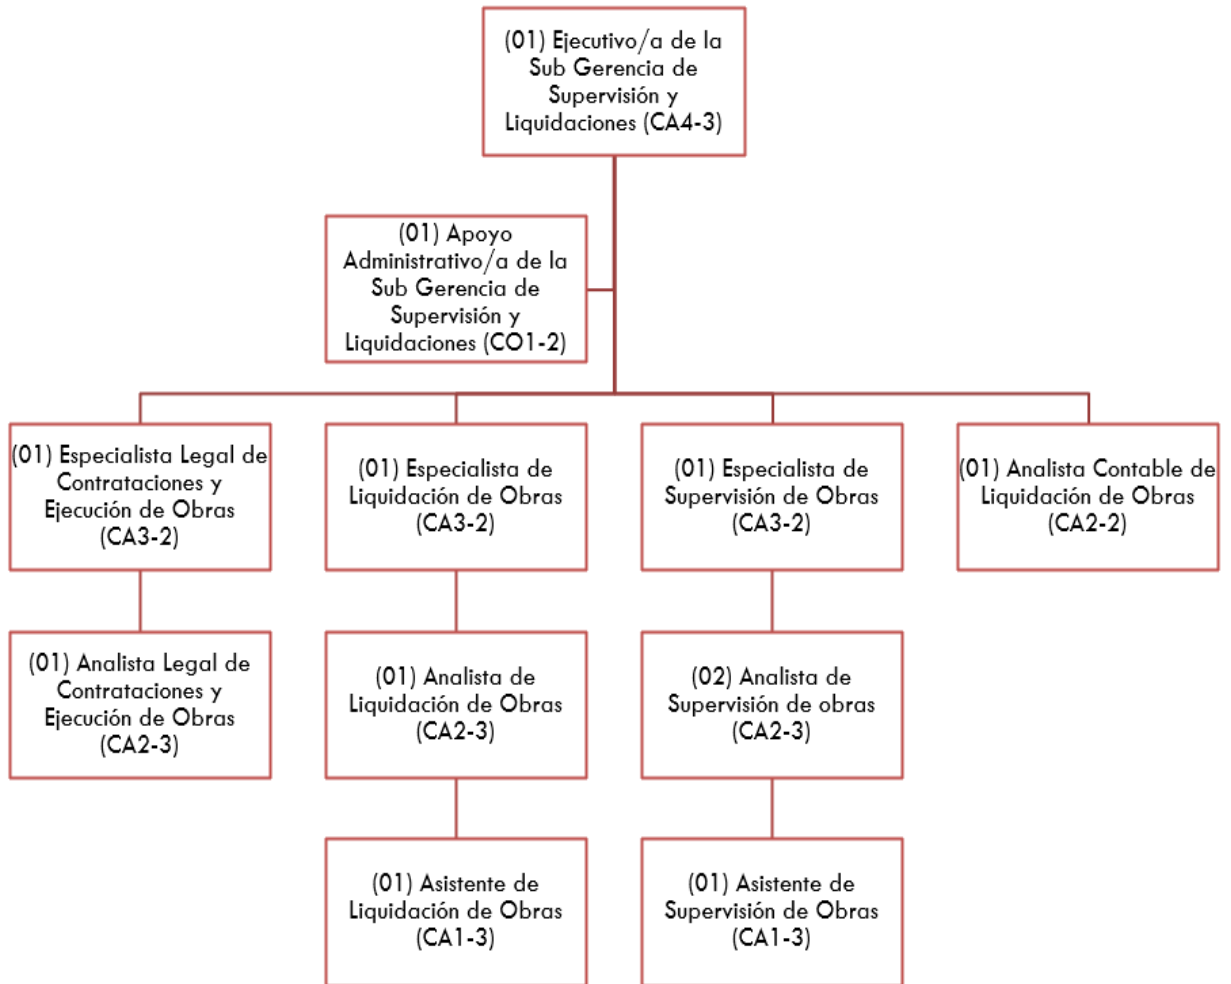 (01) Ejecutivo/a de la
Sub Gerencia de
Supervisión y
Liquidaciones (CA4-3)
(01) Apoyo
Administrativo/a de la
Sub Gerencia de
Supervisión y
Liquidaciones (CO1-2)
(01) Especialista Legal de
Contrataciones y
Ejecución de Obras
(CA3-2)
(01) Especialista de
Liquidación de Obras
(CA3-2)
(01) Especialista de
Supervisión de Obras
(CA3-2)
(01) Analista Contable de
Liquidación de Obras
(CA2-2)
(01) Analista Legal de
Contrataciones y
Ejecución de Obras
(CA2-3)
(01) Analista de
Liquidación de Obras
(CA2-3)
(02) Analista de
Supervisión de obras
(CA2-3)
(01) Asistente de
Liquidación de Obras
(CA1-3)
(01) Asistente de
Supervisión de Obras
(CA1-3)